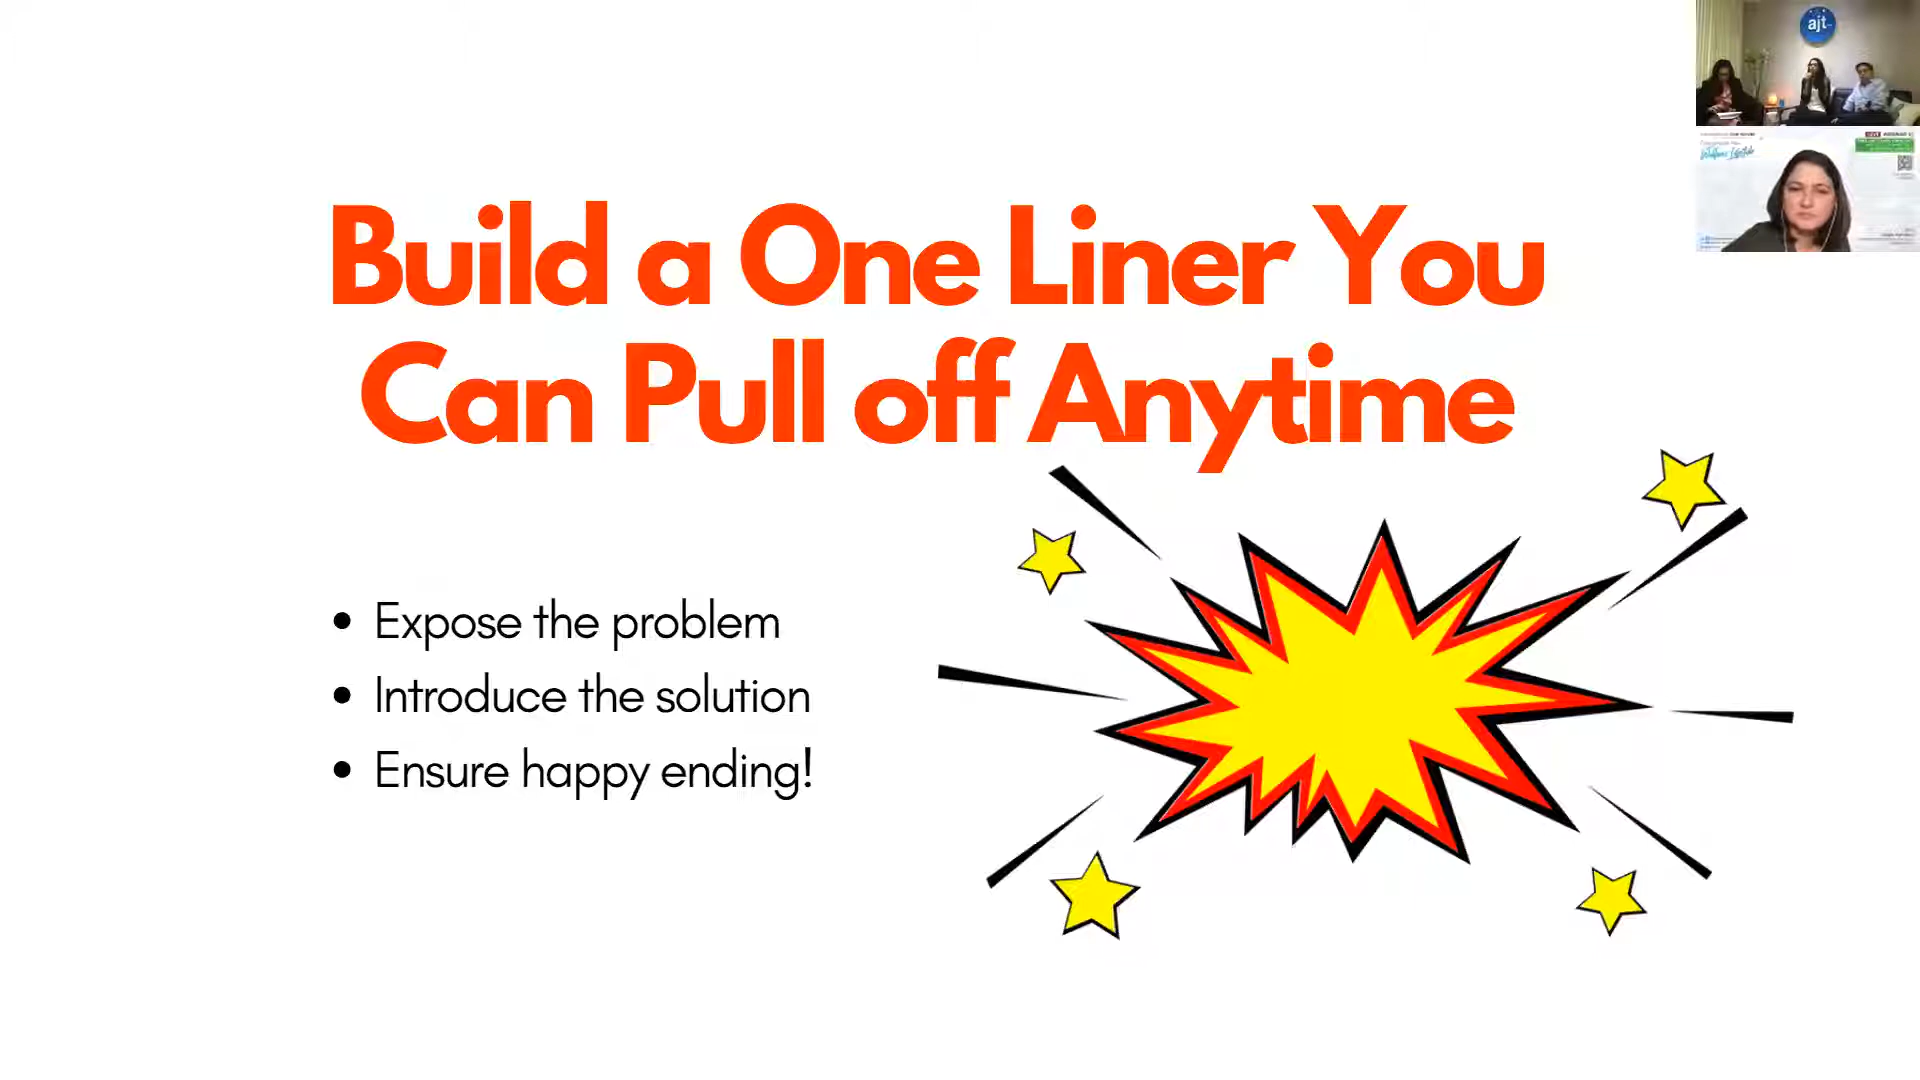 Build a One Liner You
Can Pull off Anytime
• Expose the problem
• Introduce the solution
• Ensure happy ending!
ajt